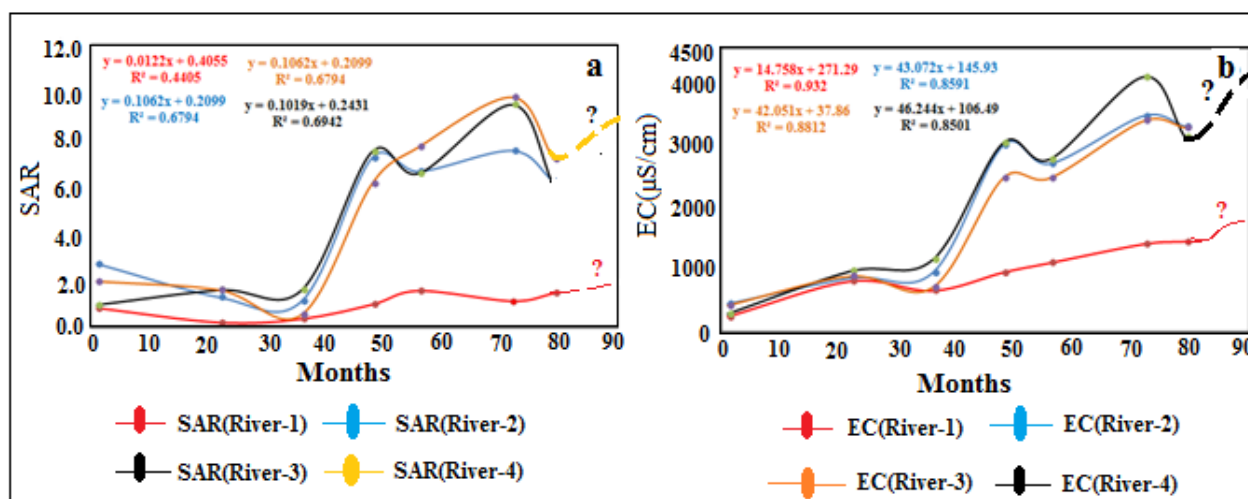 a
y = 0.0122x + 0.4055
R² = 0.4405
y = 0.1062x + 0.2099
R² = 0.6794
y = 0.1062x + 0.2099
R² = 0.6794
y = 0.1019x + 0.2431
R² = 0.6942
?
?
SAR
12.0
10.0
8.0
6.0
4.0
2.0
0.0
0 10 20 30 40 50 60 70 80 90
Months
SAR(River-1) SAR(River-2)
SAR(River-3) SAR(River-4)
b
y = 14.758x + 271.29
R² = 0.932
y = 43.072x + 145.93
R² = 0.8591
y = 42.051x + 37.86
R² = 0.8812
y = 46.244x + 106.49
R² = 0.8501
?
?
EC(µS/cm)
4500
4000
3000
2000
1000
0
0 10 20 30 40 50 60 70 80 90
Months
EC(River-1) EC(River-2)
EC(River-3) EC(River-4)